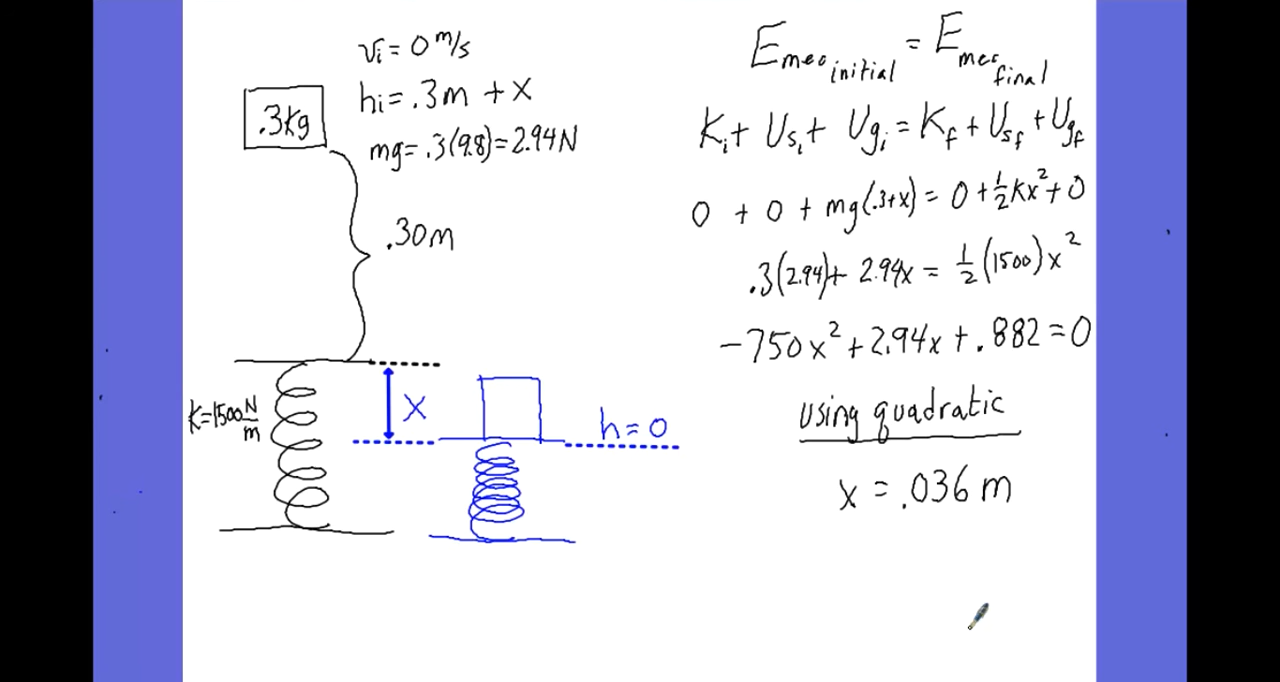 vi = 0 m/s
.3kg
hi = .3m + x
mg = .3(9.8) = 2.94N
.30m
K=1500 N/m
x
h = 0
Emec initial = Emec final
Ki + Usi + Ugi = Kf + Usf + Ugf
0 + 0 + mg(.3+x) = 0 + 1/2 Kx² + 0
.3(2.94) + 2.94x = 1/2 (1500) x²
-750x² + 2.94x + .882 = 0
using quadratic
x = .036 m